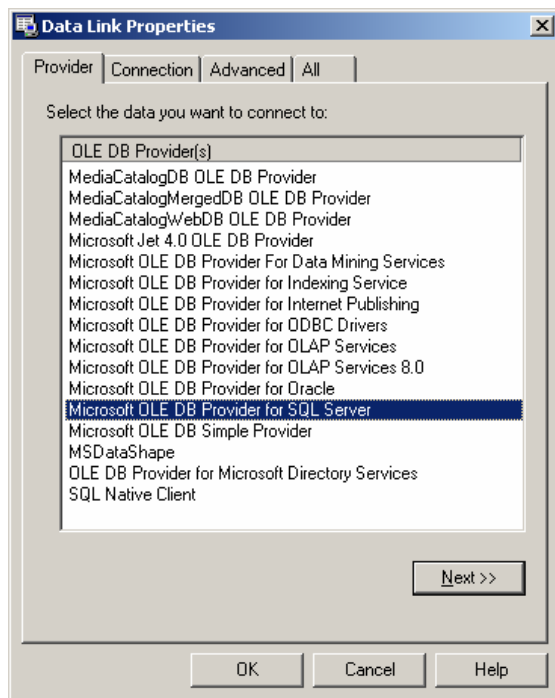 Data Link Properties
Provider Connection Advanced All
Select the data you want to connect to:
OLE DB Provider(s)
MediaCatalogDB OLE DB Provider
MediaCatalogMergedDB OLE DB Provider
MediaCatalogWebDB OLE DB Provider
Microsoft Jet 4.0 OLE DB Provider
Microsoft OLE DB Provider For Data Mining Services
Microsoft OLE DB Provider for Indexing Service
Microsoft OLE DB Provider for Internet Publishing
Microsoft OLE DB Provider for ODBC Drivers
Microsoft OLE DB Provider for OLAP Services
Microsoft OLE DB Provider for OLAP Services 8.0
Microsoft OLE DB Provider for Oracle
Microsoft OLE DB Provider for SQL Server
Microsoft OLE DB Simple Provider
MSDataShape
OLE DB Provider for Microsoft Directory Services
SQL Native Client
Next >>
OK Cancel Help